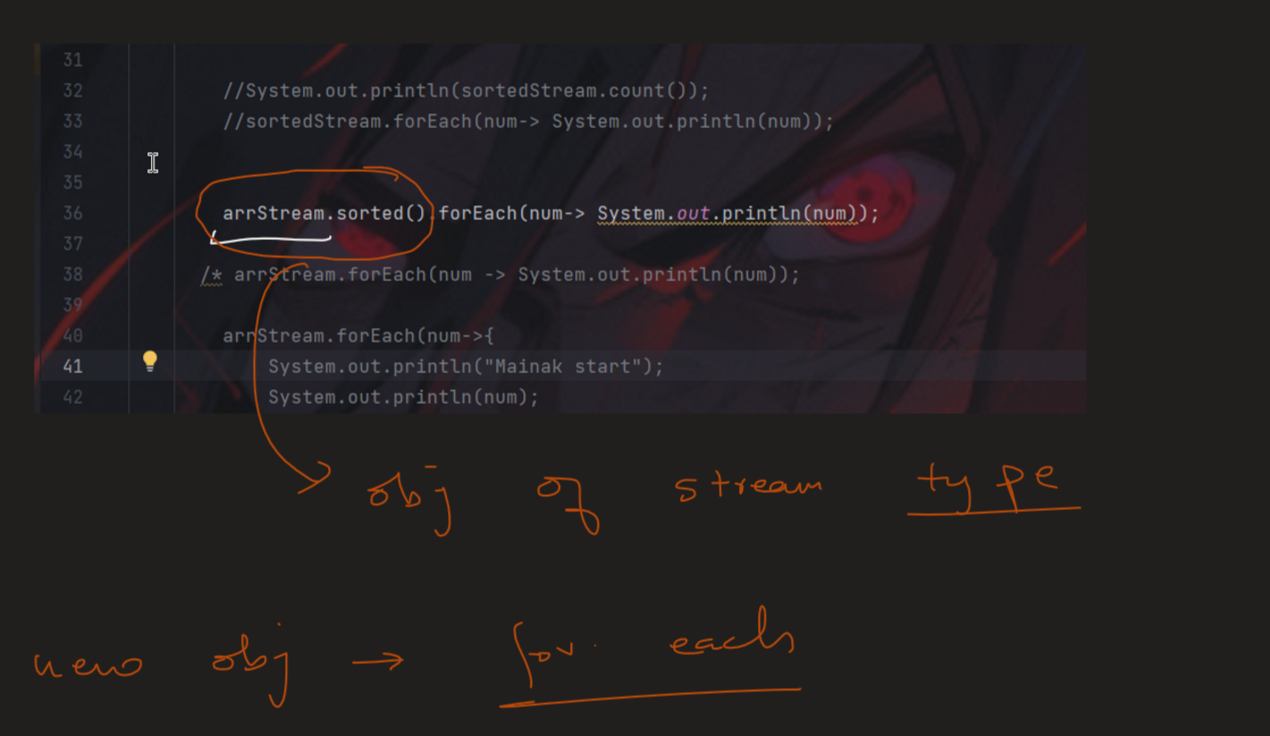 31
32 //System.out.println(sortedStream.count());
33 //sortedStream.forEach(num-> System.out.println(num));
34
35
36 arrStream.sorted().forEach(num-> System.out.println(num));
37
38 /* arrStream.forEach(num -> System.out.println(num));
39
40 arrStream.forEach(num->{
41 System.out.println("Mainak start");
42 System.out.println(num);
obj of stream type
new obj → for each